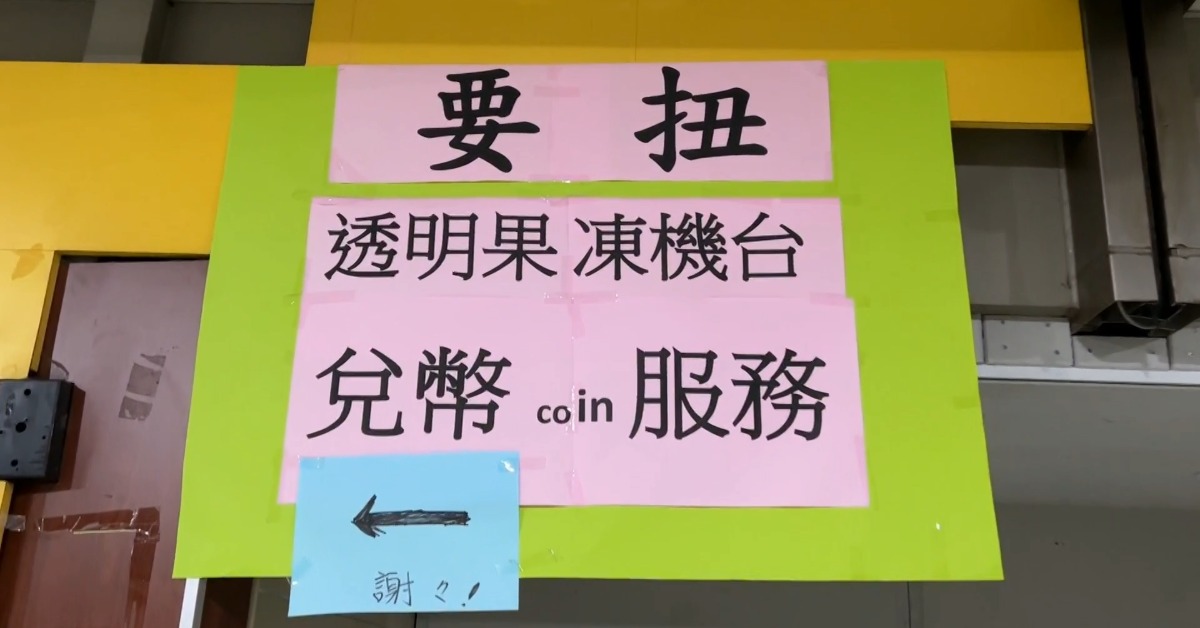 要 扭
透明果凍機台
兌幣 coin 服務
←
謝々!